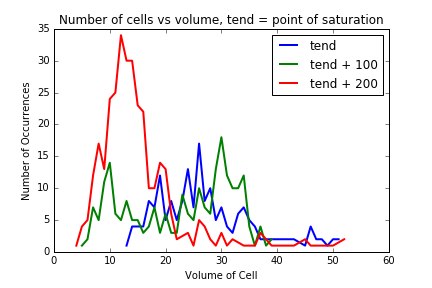 Number of cells vs volume, tend = point of saturation
Number of Occurrences
35
30
25
20
15
10
5
0
tend
tend + 100
tend + 200
0 10 20 30 40 50 60
Volume of Cell